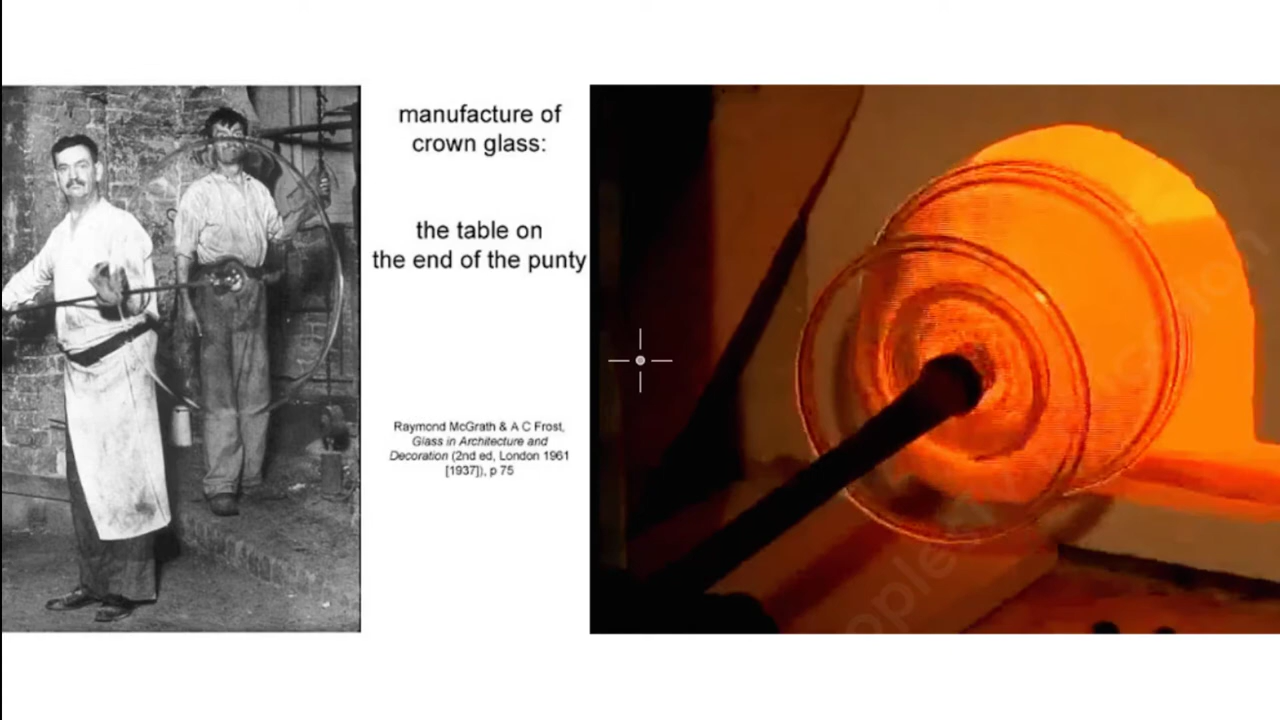 manufacture of
crown glass:
the table on
the end of the punty
Raymond McGrath & A C Frost,
Glass in Architecture and
Decoration (2nd ed, London 1961
[1937]), p 75